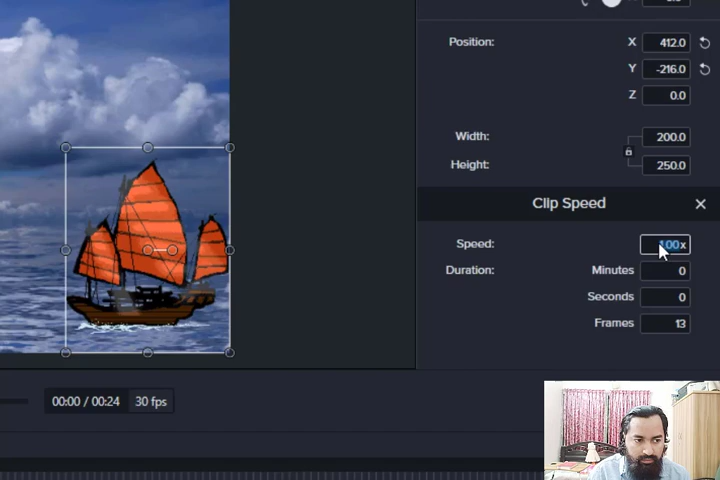 Position: X 412.0
Y -216.0
Z 0.0
Width: 200.0
Height: 250.0
Clip Speed
Speed:
Duration: Minutes 0
Seconds 0
Frames 13
00:00 / 00:24 30 fps